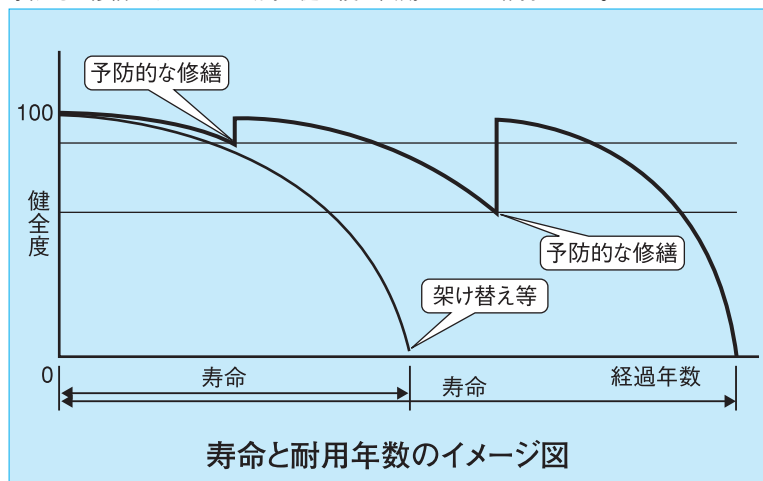 予防的な修繕
100
健全度
予防的な修繕
架け替え等
0
寿命
寿命
経過年数
寿命と耐用年数のイメージ図